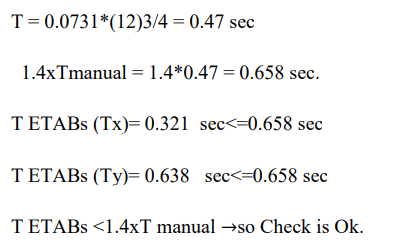 T = 0.0731*(12)3/4 = 0.47 sec
1.4xTmanual = 1.4*0.47 = 0.658 sec.
T ETABs (Tx)= 0.321 sec<=0.658 sec
T ETABs (Ty)= 0.638 sec<=0.658 sec
T ETABs <1.4xT manual →so Check is Ok.